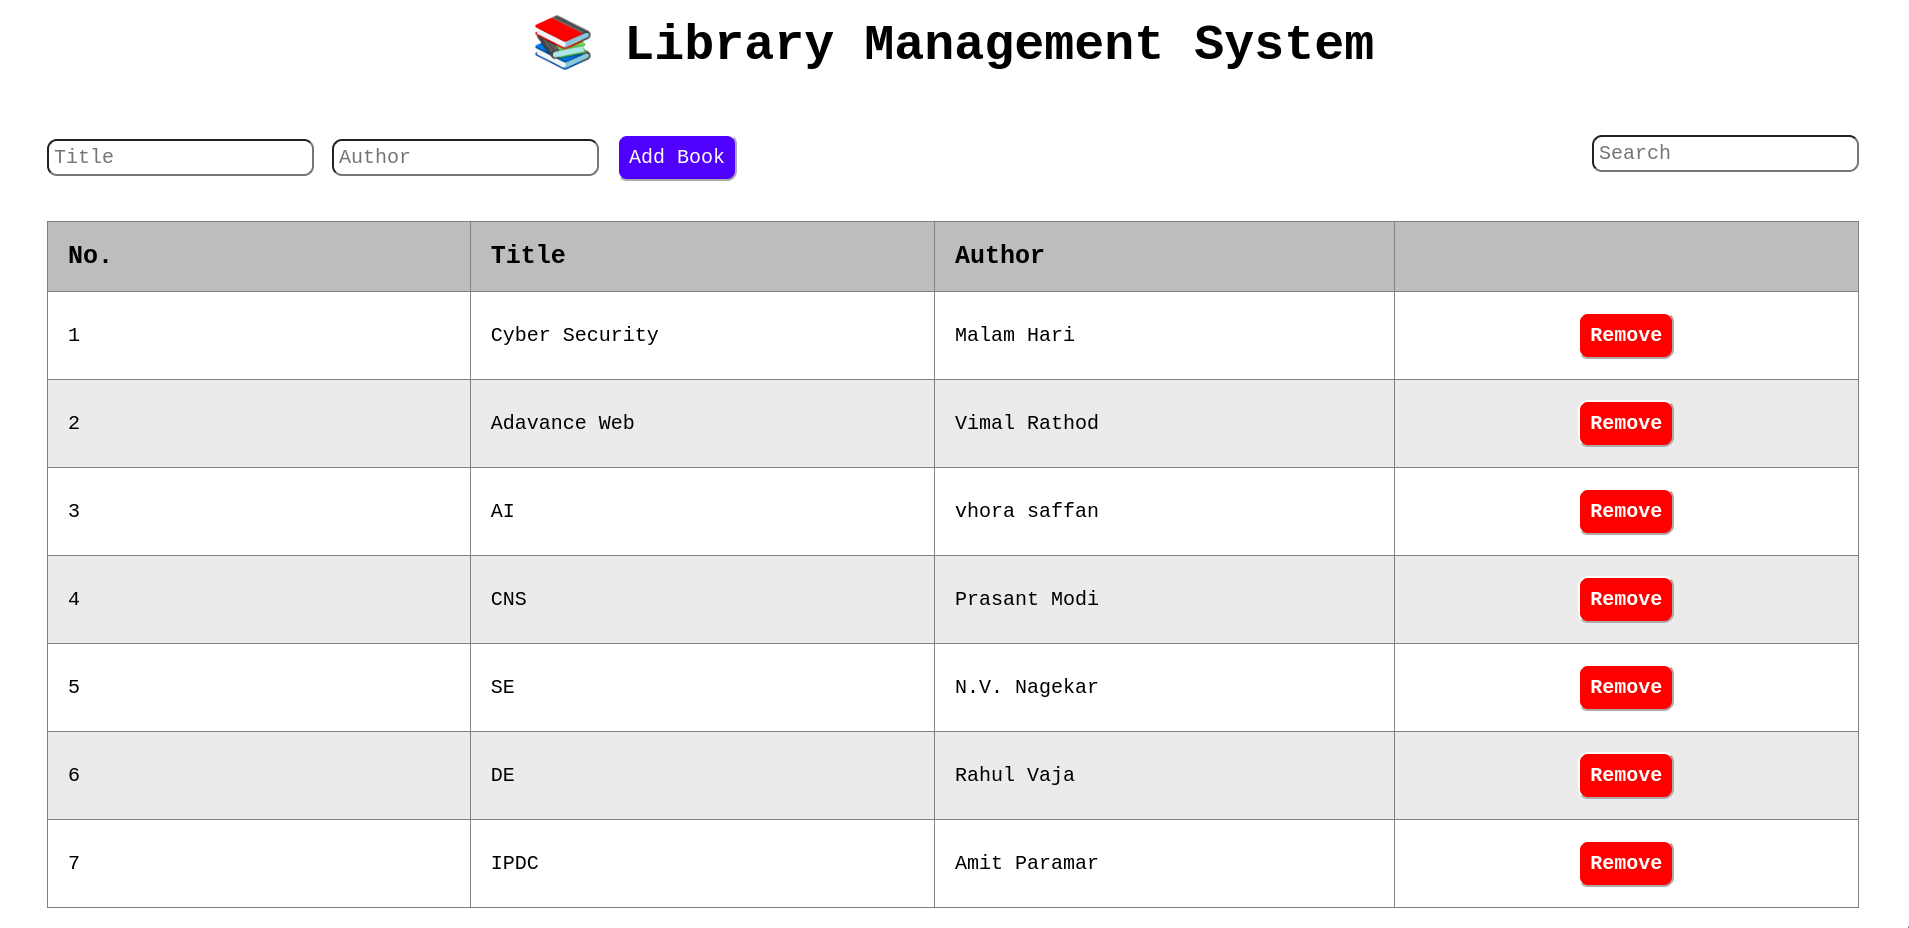 📚 Library Management System
Title Author Add Book Search
No. Title Author
1 Cyber Security Malam Hari Remove
2 Adavance Web Vimal Rathod Remove
3 AI vhora saffan Remove
4 CNS Prasant Modi Remove
5 SE N.V. Nagekar Remove
6 DE Rahul Vaja Remove
7 IPDC Amit Paramar Remove